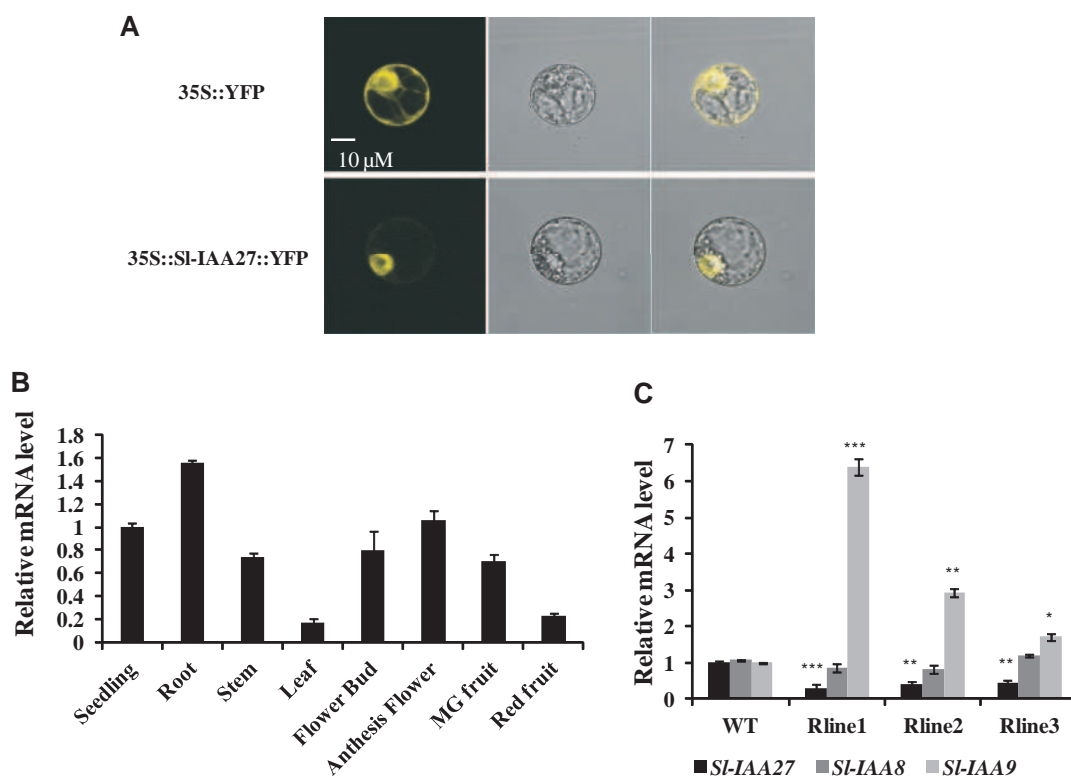 A
35S::YFP
10 µM
35S::Sl-IAA27::YFP
B
Relative mRNA level
1.8
1.6
1.4
1.2
1
0.8
0.6
0.4
0.2
0
Seedling
Root
Stem
Leaf
Flower Bud
Anthesis Flower
MG fruit
Red fruit
C
Relative mRNA level
7
6
5
4
3
2
1
0
***
***
**
**
**
*
WT Rline1 Rline2 Rline3
Sl-IAA27 Sl-IAA8 Sl-IAA9